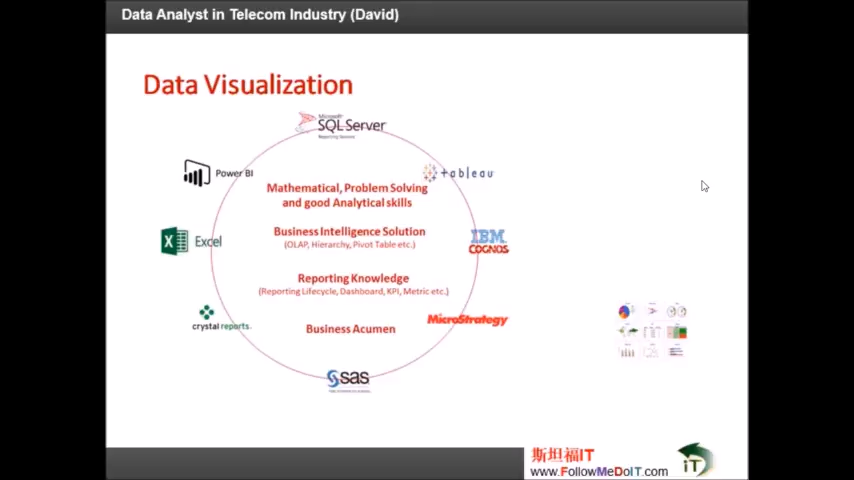 Data Analyst in Telecom Industry (David)
Data Visualization
Microsoft
SQL Server
Reporting Services
Power BI
+ableau
Mathematical, Problem Solving
and good Analytical skills
Excel
Business Intelligence Solution
(OLAP, Hierarchy, Pivot Table etc.)
IBM
COGNOS
Reporting Knowledge
(Reporting Lifecycle, Dashboard, KPI, Metric etc.)
crystal reports.
Business Acumen
MicroStrategy
sas
斯坦福IT
www.FollowMeDoIT.com
iT